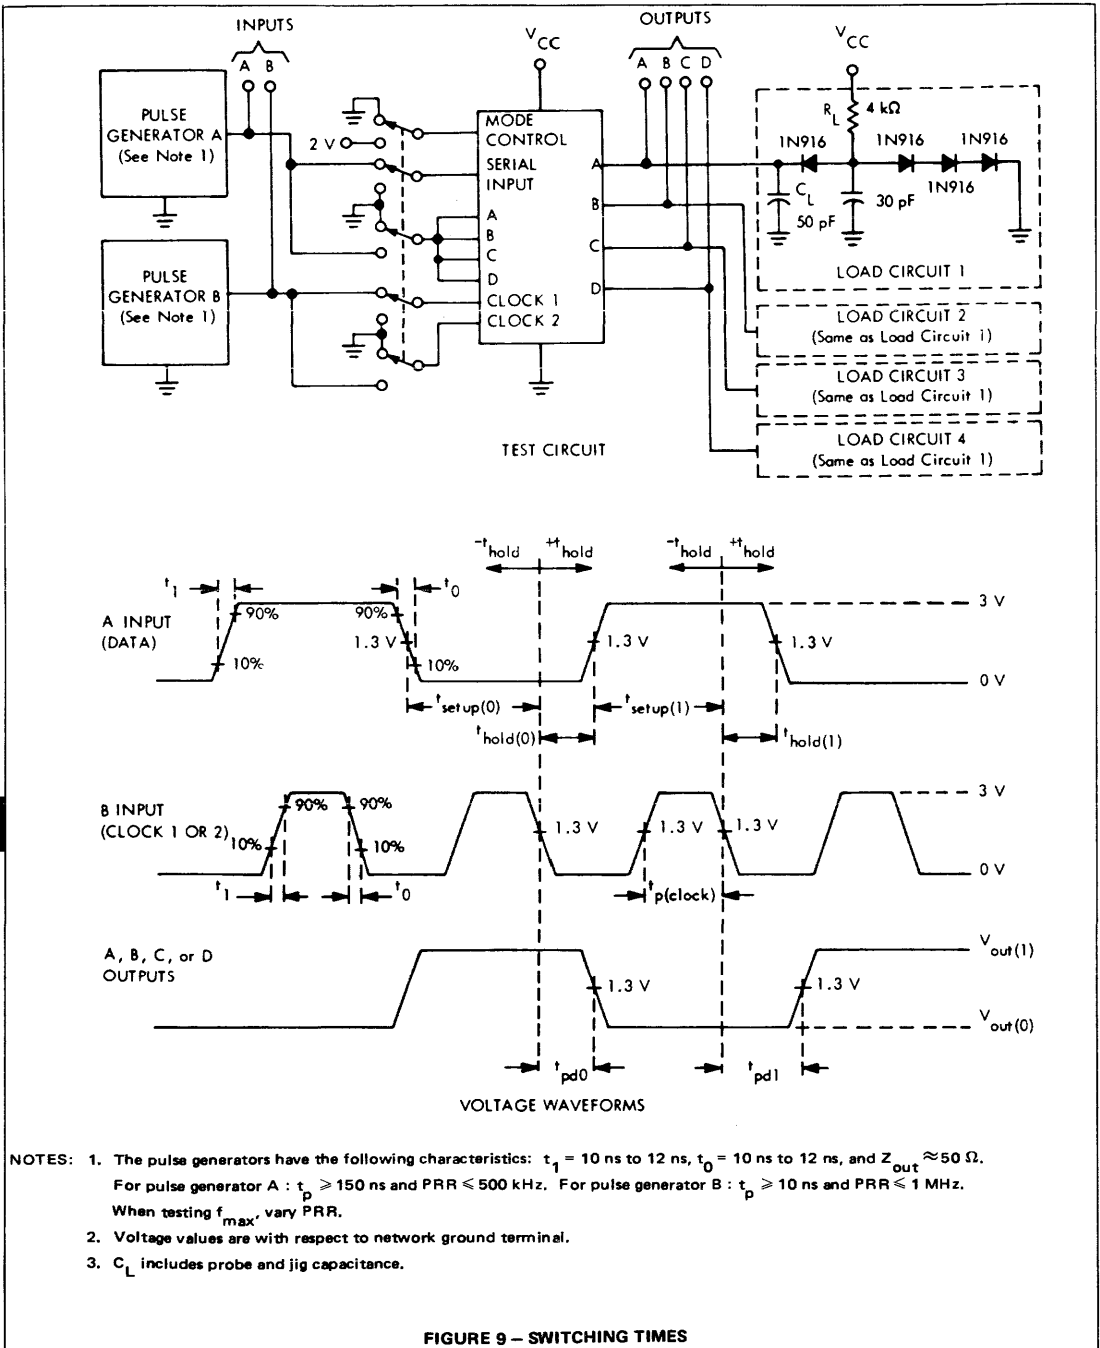 INPUTS
A B
PULSE
GENERATOR A
(See Note 1)
PULSE
GENERATOR B
(See Note 1)
2 V
VCC
MODE
CONTROL
SERIAL
INPUT
A
B
C
D
CLOCK 1
CLOCK 2
A
B
C
D
OUTPUTS
A B C D
VCC
RL 4 kΩ
1N916 1N916 1N916
1N916
CL
50 pF
30 pF
LOAD CIRCUIT 1
LOAD CIRCUIT 2
(Same as Load Circuit 1)
LOAD CIRCUIT 3
(Same as Load Circuit 1)
LOAD CIRCUIT 4
(Same as Load Circuit 1)
TEST CIRCUIT
-thold +thold -thold +thold
t1 t0
A INPUT
(DATA)
90% 90% 3 V
1.3 V 1.3 V 1.3 V
10% 10% 0 V
tsetup(0) tsetup(1)
thold(0) thold(1)
B INPUT
(CLOCK 1 OR 2)
90% 90% 3 V
1.3 V 1.3 V 1.3 V
10% 10% 0 V
t1 t0 tp(clock)
A, B, C, or D
OUTPUTS
Vout(1)
1.3 V 1.3 V
Vout(0)
tpd0 tpd1
VOLTAGE WAVEFORMS
NOTES: 1. The pulse generators have the following characteristics: t1 = 10 ns to 12 ns, t0 = 10 ns to 12 ns, and Zout ≈ 50 Ω.
For pulse generator A : tp ⩾ 150 ns and PRR ⩽ 500 kHz. For pulse generator B : tp ⩾ 10 ns and PRR ⩽ 1 MHz.
When testing fmax, vary PRR.
2. Voltage values are with respect to network ground terminal.
3. CL includes probe and jig capacitance.
FIGURE 9 – SWITCHING TIMES